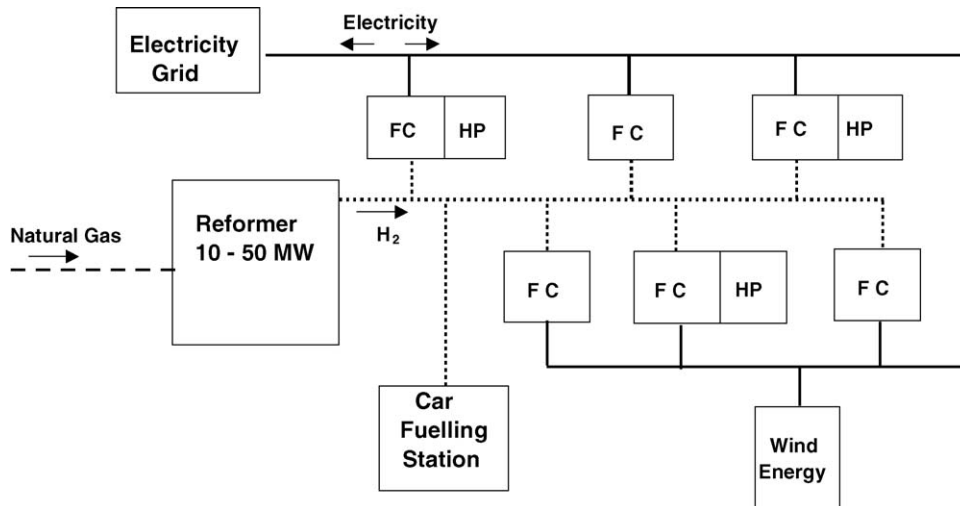 Electricity
Electricity
Grid
FC HP
F C
F C HP
Natural Gas
Reformer
10 - 50 MW
H2
F C
F C HP
F C
Car
Fuelling
Station
Wind
Energy